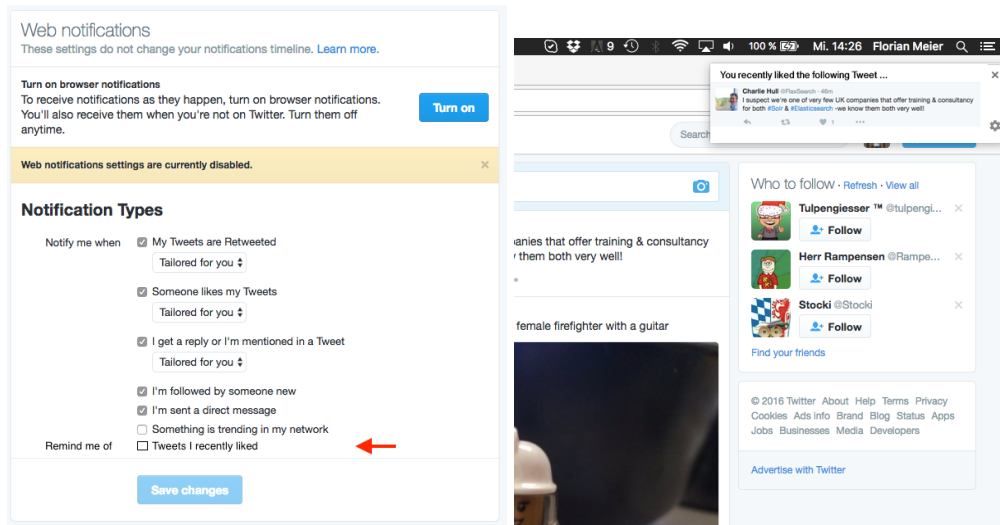 Web notifications
These settings do not change your notifications timeline. Learn more.
Turn on browser notifications
To receive notifications as they happen, turn on browser notifications.
You'll also receive them when you're not on Twitter. Turn them off
anytime.
Turn on
Web notifications settings are currently disabled.
Notification Types
Notify me when
My Tweets are Retweeted
Tailored for you
Someone likes my Tweets
Tailored for you
I get a reply or I'm mentioned in a Tweet
Tailored for you
I'm followed by someone new
I'm sent a direct message
Something is trending in my network
Remind me of
Tweets I recently liked
Save changes
9 100 % Mi. 14:26 Florian Meier
You recently liked the following Tweet ...
Charlie Hull @FlaxSearch · 46m
I suspect we're one of very few UK companies that offer training & consultancy
for both #Solr & #Elasticsearch -we know them both very well!
1
Search
anies that offer training & consultancy
them both very well!
female firefighter with a guitar
Who to follow · Refresh · View all
Tulpengiesser ™ @tulpengi...
Follow
Herr Rampensen @Rampe...
Follow
Stocki @Stocki
Follow
Find your friends
© 2016 Twitter About Help Terms Privacy
Cookies Ads info Brand Blog Status Apps
Jobs Businesses Media Developers
Advertise with Twitter